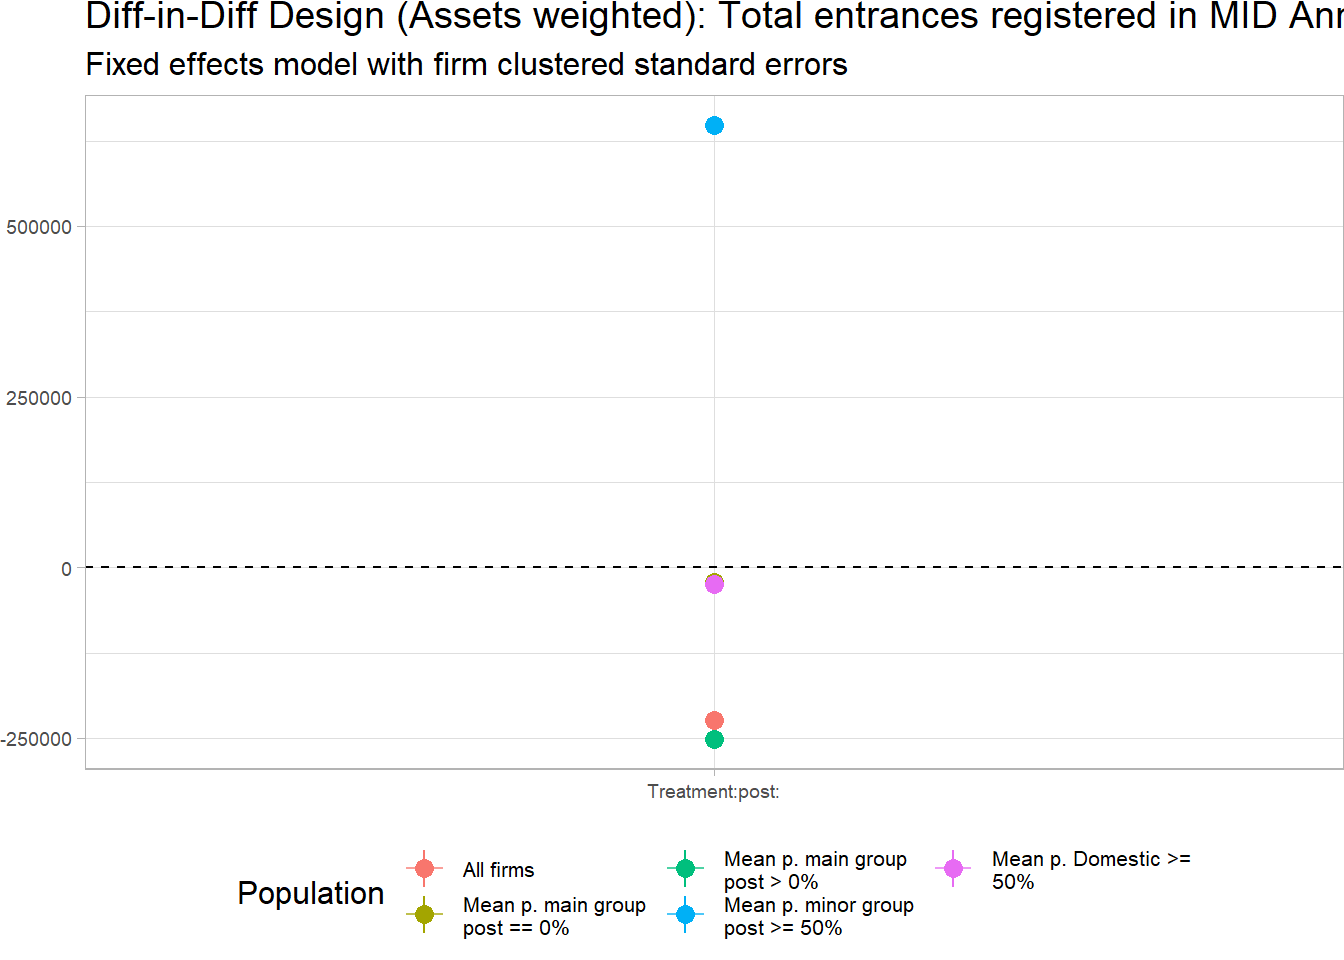 Diff-in-Diff Design (Assets weighted): Total entrances registered in MID
Fixed effects model with firm clustered standard errors
500000
250000
0
-250000
Treatment:post:
Population
All firms
Mean p. main group
post == 0%
Mean p. main group
post > 0%
Mean p. minor group
post >= 50%
Mean p. Domestic >=
50%